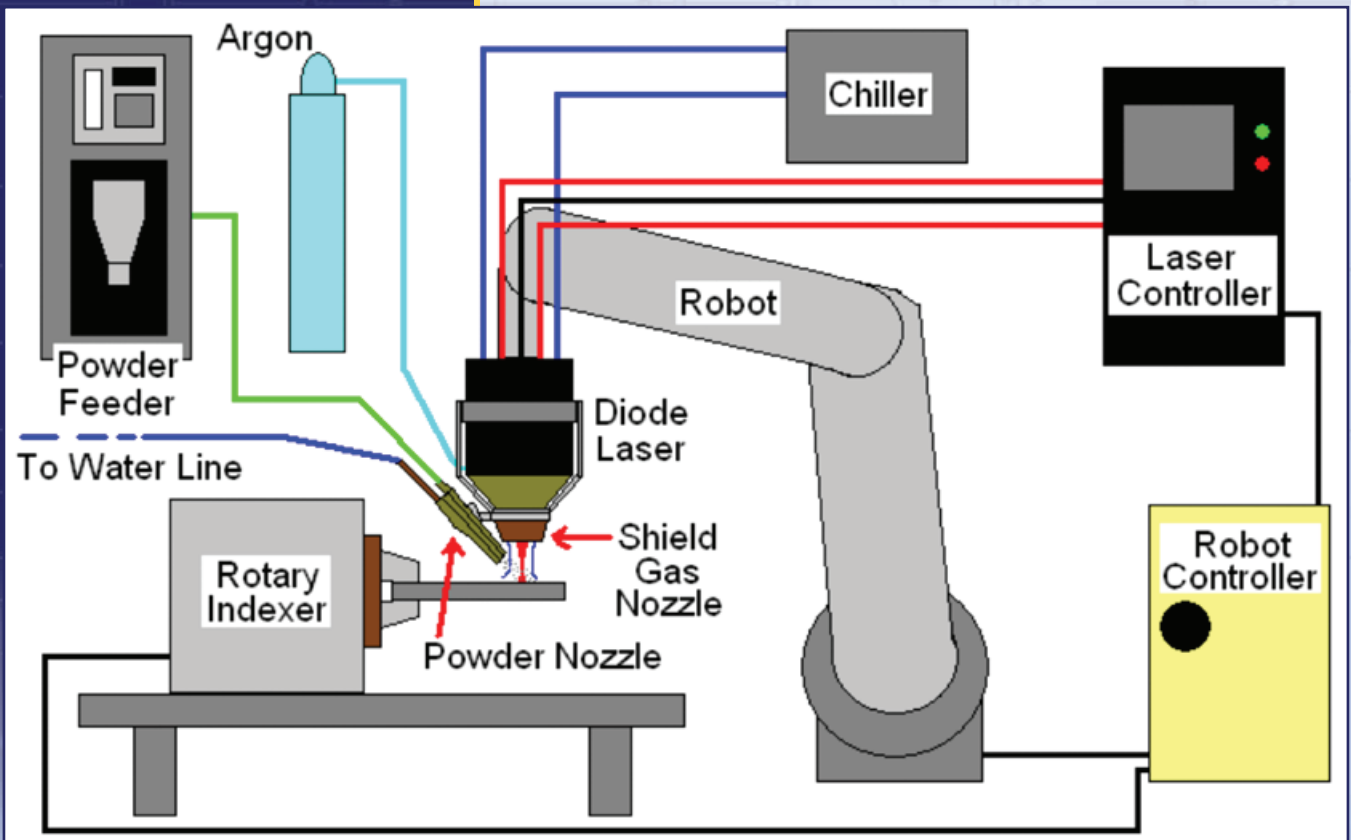 Argon
Chiller
Laser
Controller
Robot
Powder
Feeder
Diode
Laser
To Water Line
Shield
Gas
Nozzle
Rotary
Indexer
Robot
Controller
Powder Nozzle